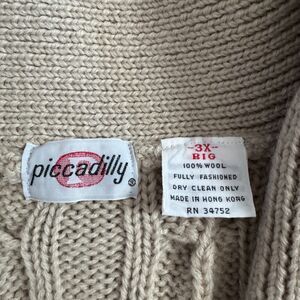 piccadilly®
-3X-
BIG
100% WOOL
FULLY FASHIONED
DRY CLEAN ONLY
MADE IN HONG KONG
RN 34752